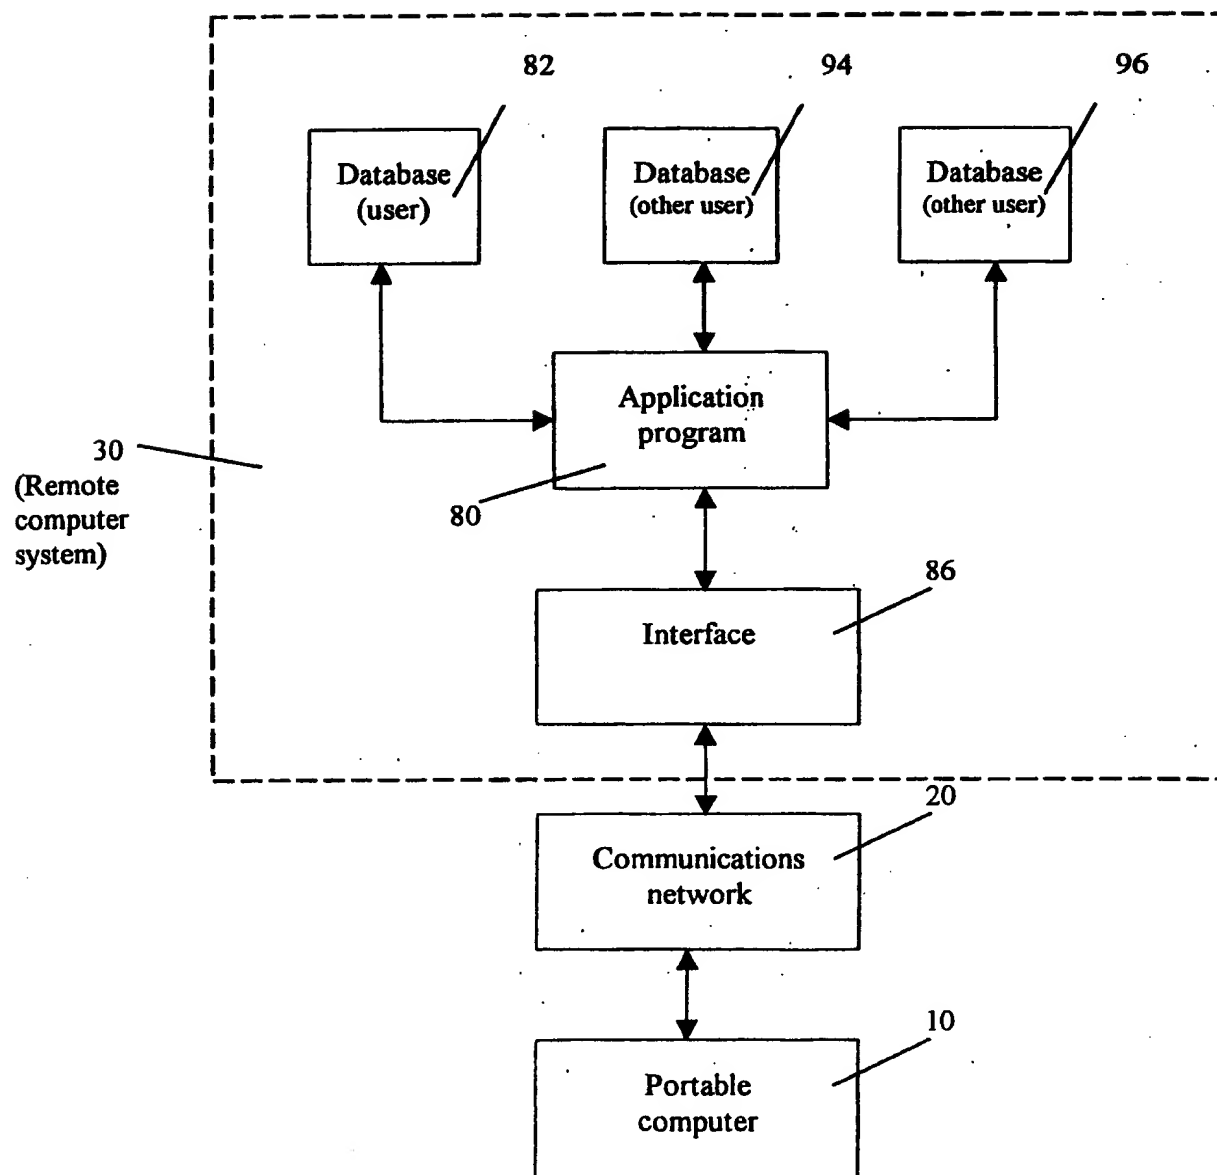 82
94
96
Database
(user)
Database
(other user)
Database
(other user)
Application
program
30
(Remote
computer
system)
80
86
Interface
20
Communications
network
10
Portable
computer